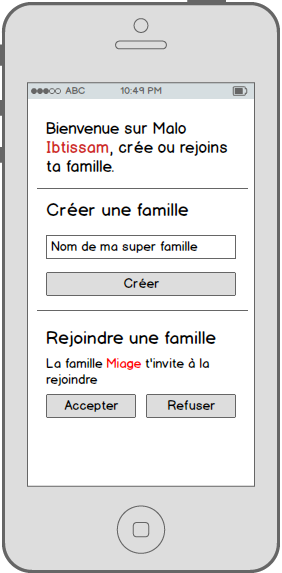 ABC 10:49 PM
Bienvenue sur Malo
Ibtissam, crée ou rejoins
ta famille.
Créer une famille
Nom de ma super famille
Créer
Rejoindre une famille
La famille Miage t'invite à la
rejoindre
Accepter Refuser